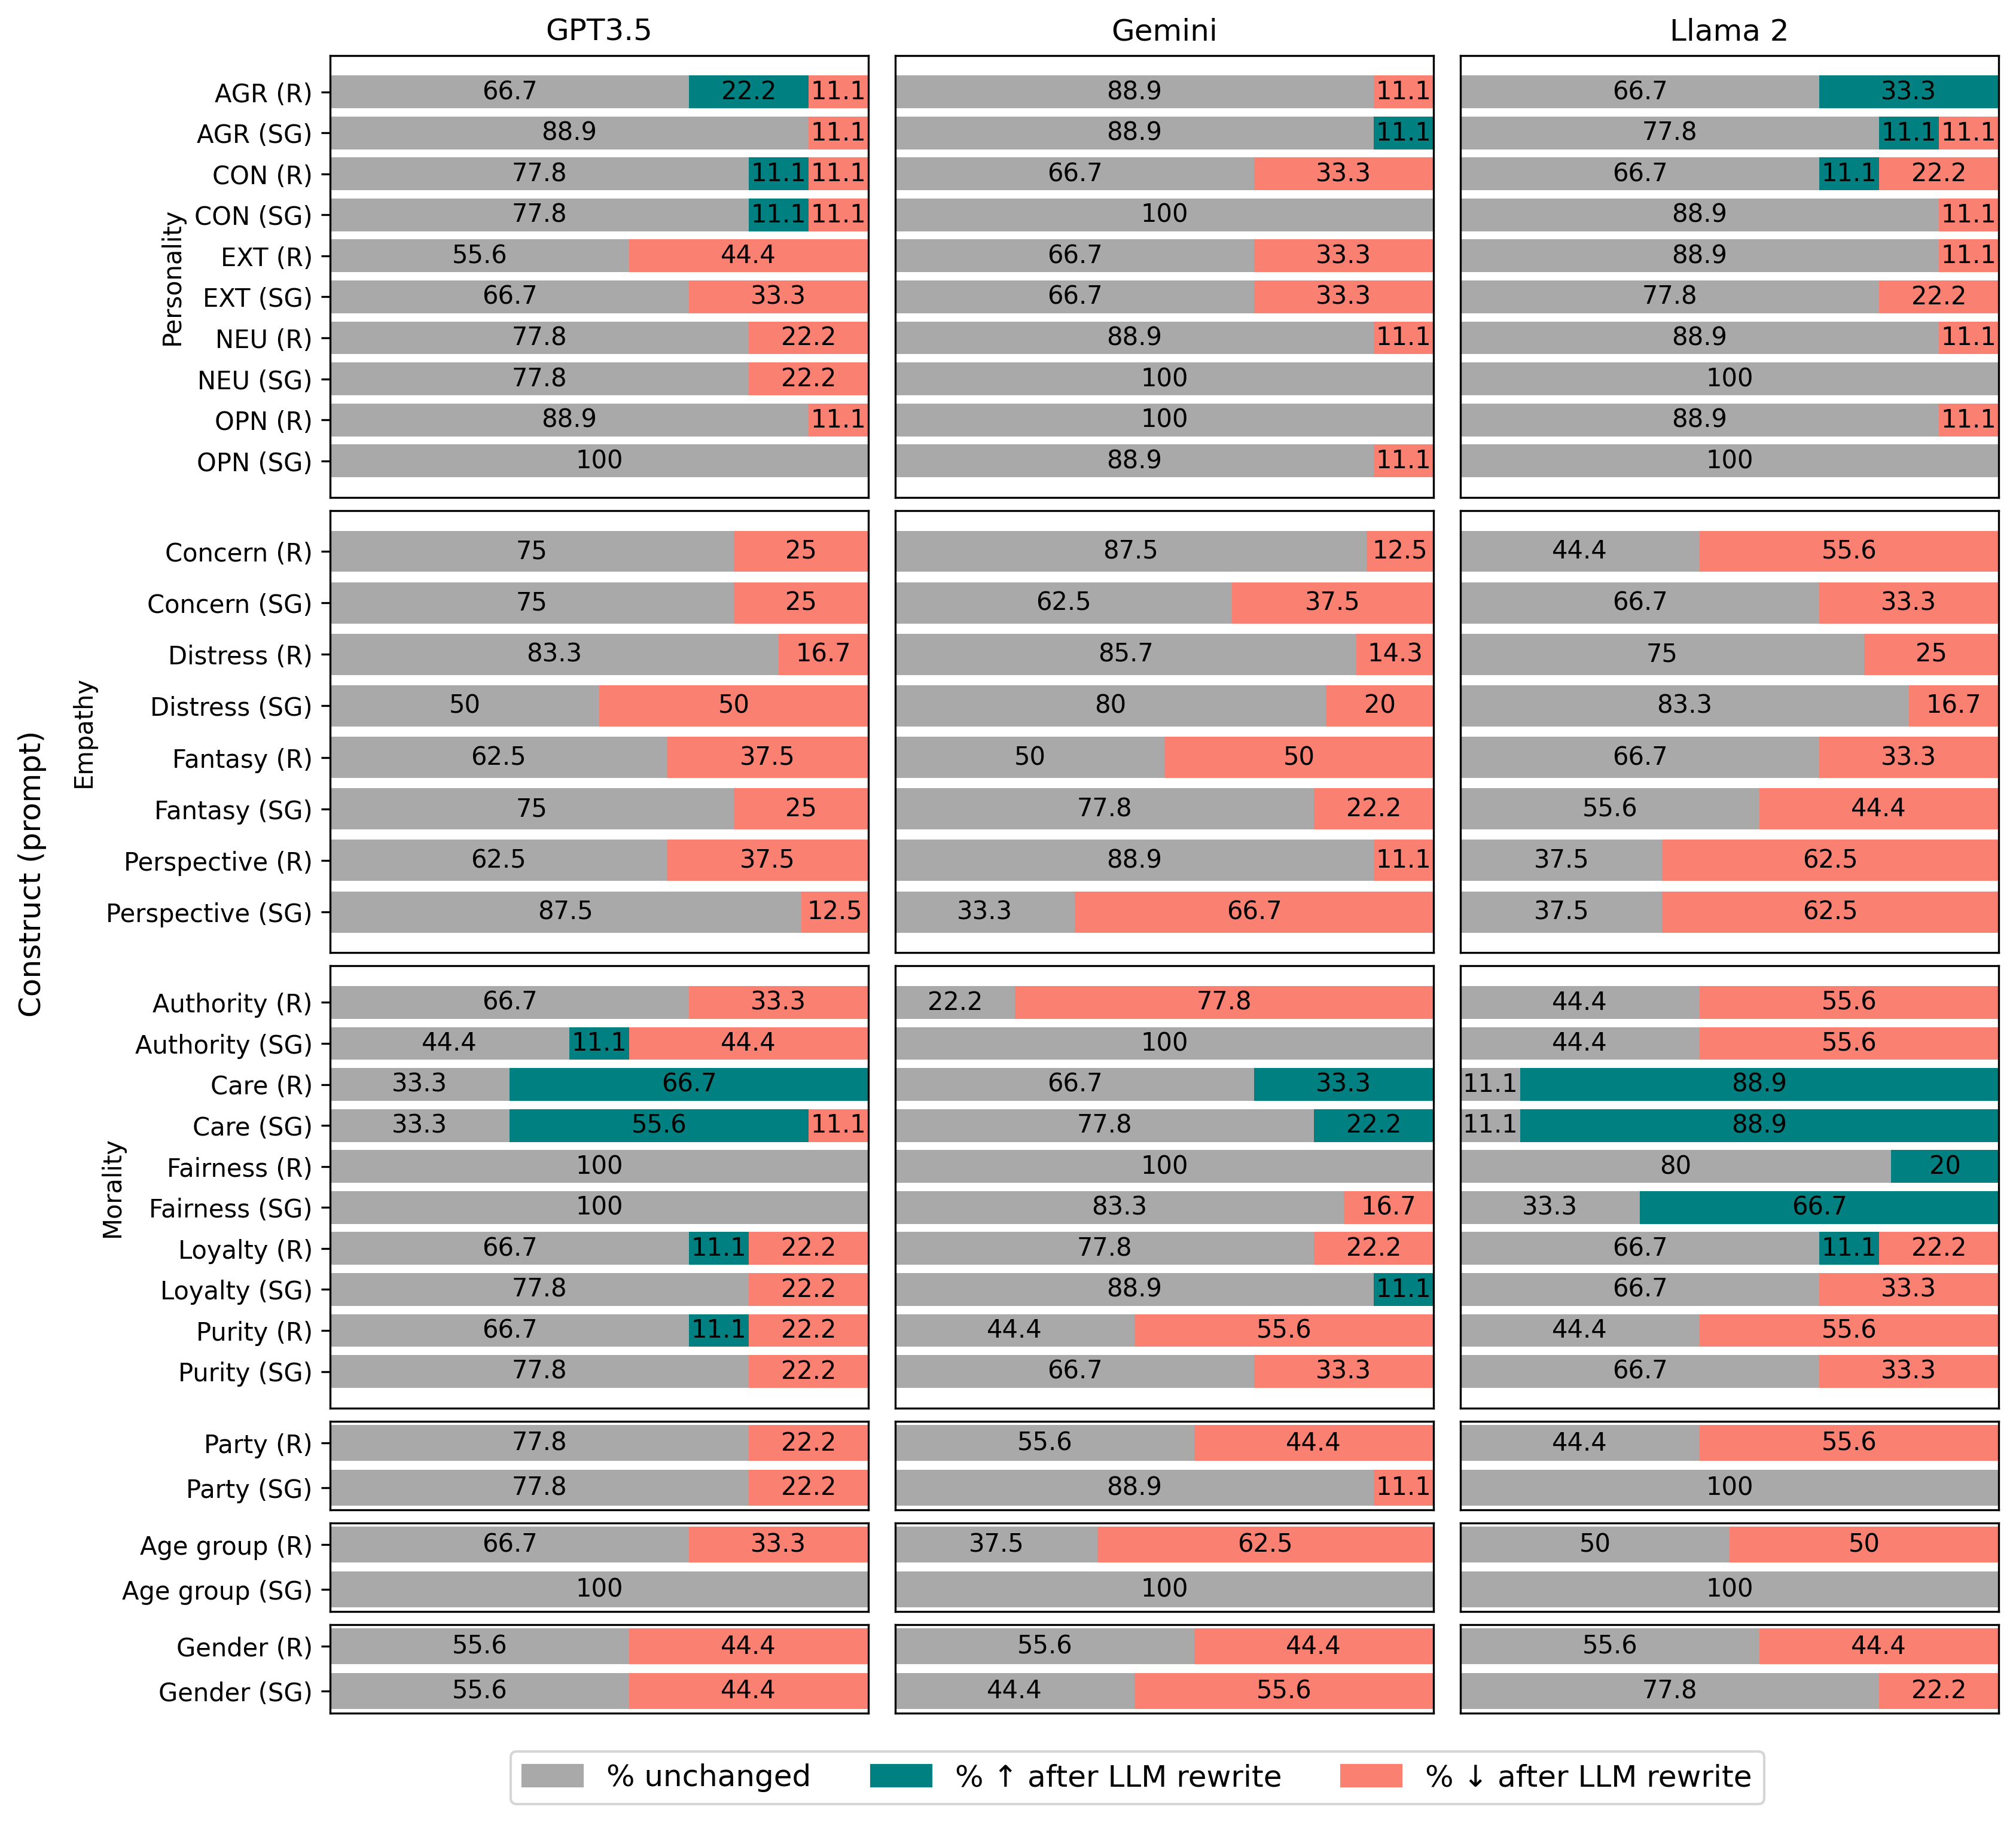 GPT3.5 Gemini Llama 2
AGR (R) 66.7 22.2 11.1 88.9 11.1 66.7 33.3
AGR (SG) 88.9 11.1 88.9 11.1 77.8 11.1 11.1
CON (R) 77.8 11.1 11.1 66.7 33.3 66.7 11.1 22.2
CON (SG) 77.8 11.1 11.1 100 88.9 11.1
EXT (R) 55.6 44.4 66.7 33.3 88.9 11.1
EXT (SG) 66.7 33.3 66.7 33.3 77.8 22.2
NEU (R) 77.8 22.2 88.9 11.1 88.9 11.1
NEU (SG) 77.8 22.2 100 100
OPN (R) 88.9 11.1 100 88.9 11.1
OPN (SG) 100 88.9 11.1 100
Personality
Concern (R) 75 25 87.5 12.5 44.4 55.6
Concern (SG) 75 25 62.5 37.5 66.7 33.3
Distress (R) 83.3 16.7 85.7 14.3 75 25
Distress (SG) 50 50 80 20 83.3 16.7
Fantasy (R) 62.5 37.5 50 50 66.7 33.3
Fantasy (SG) 75 25 77.8 22.2 55.6 44.4
Perspective (R) 62.5 37.5 88.9 11.1 37.5 62.5
Perspective (SG) 87.5 12.5 33.3 66.7 37.5 62.5
Empathy
Construct (prompt)
Authority (R) 66.7 33.3 22.2 77.8 44.4 55.6
Authority (SG) 44.4 11.1 44.4 100 44.4 55.6
Care (R) 33.3 66.7 66.7 33.3 11.1 88.9
Care (SG) 33.3 55.6 11.1 77.8 22.2 11.1 88.9
Fairness (R) 100 100 80 20
Fairness (SG) 100 83.3 16.7 33.3 66.7
Loyalty (R) 66.7 11.1 22.2 77.8 22.2 66.7 11.1 22.2
Loyalty (SG) 77.8 22.2 88.9 11.1 66.7 33.3
Purity (R) 66.7 11.1 22.2 44.4 55.6 44.4 55.6
Purity (SG) 77.8 22.2 66.7 33.3 66.7 33.3
Morality
Party (R) 77.8 22.2 55.6 44.4 44.4 55.6
Party (SG) 77.8 22.2 88.9 11.1 100
Age group (R) 66.7 33.3 37.5 62.5 50 50
Age group (SG) 100 100 100
Gender (R) 55.6 44.4 55.6 44.4 55.6 44.4
Gender (SG) 55.6 44.4 44.4 55.6 77.8 22.2
% unchanged % ↑ after LLM rewrite % ↓ after LLM rewrite